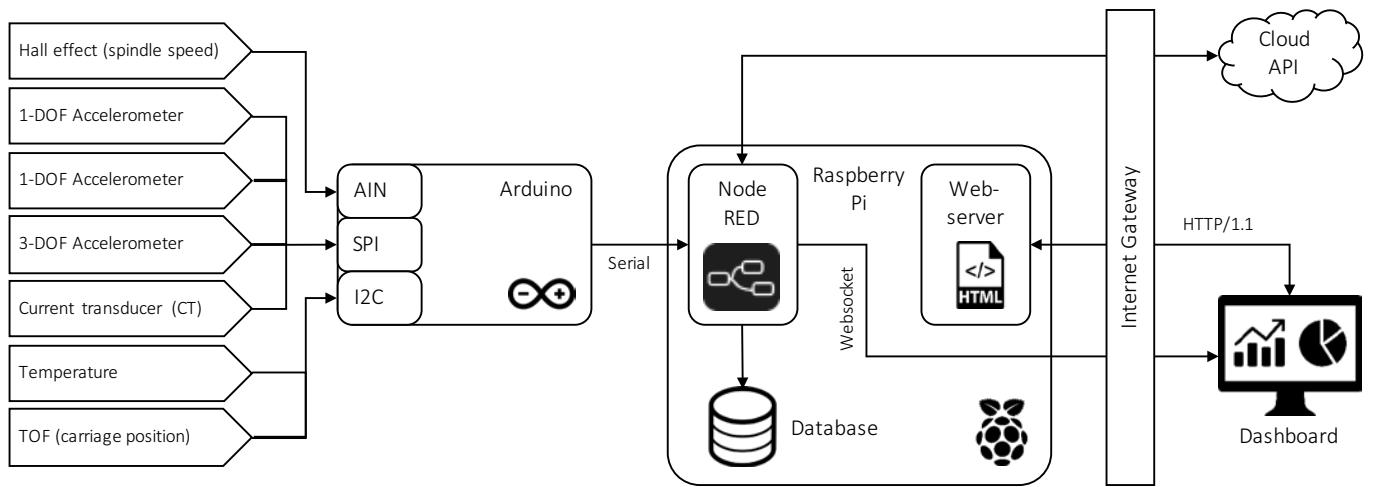 Hall effect (spindle speed)
1-DOF Accelerometer
1-DOF Accelerometer
3-DOF Accelerometer
Current transducer (CT)
Temperature
TOF (carriage position)
AIN
SPI
I2C
Arduino
Serial
Node
RED
Raspberry
Pi
Web-
server
</>
HTML
Websocket
Database
Internet Gateway
Cloud
API
HTTP/1.1
Dashboard